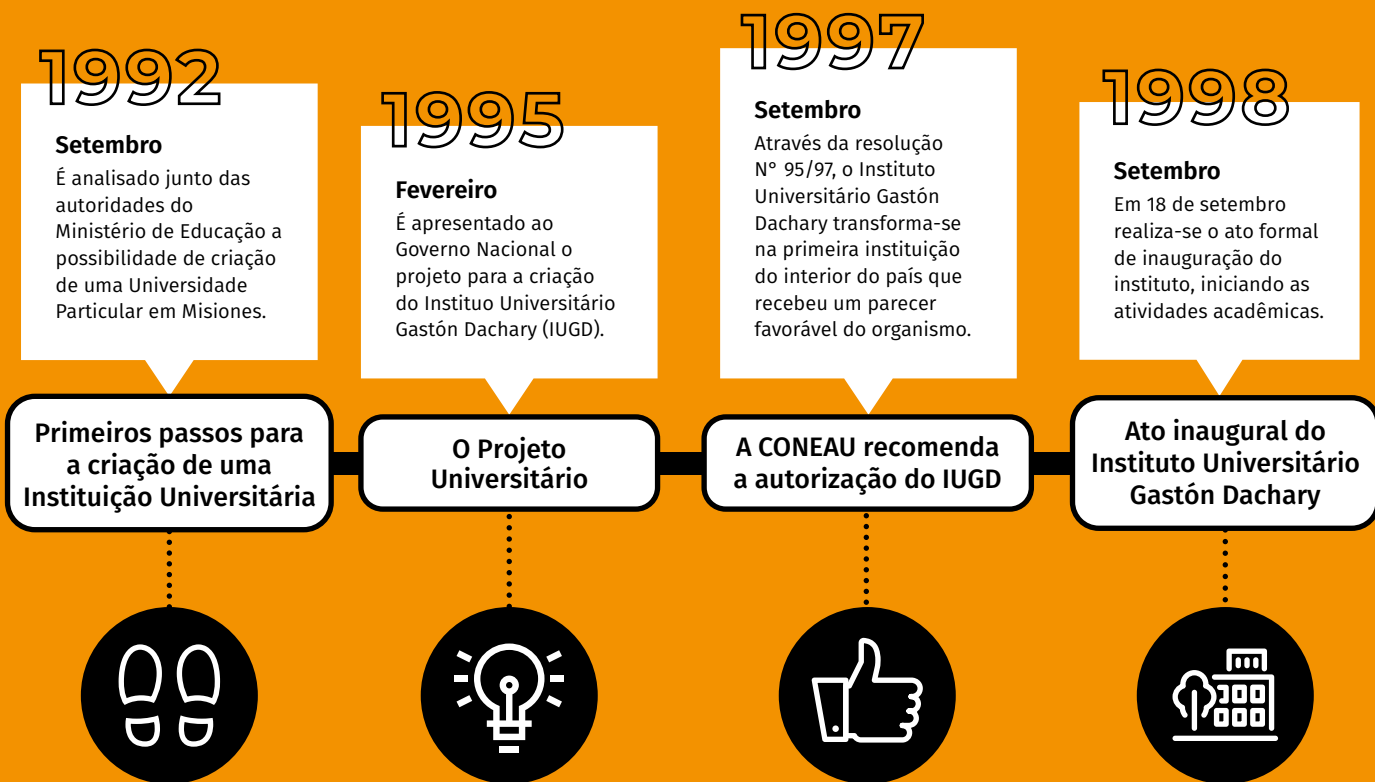 1992
Setembro
É analisado junto das
autoridades do
Ministério de Educação a
possibilidade de criação
de uma Universidade
Particular em Misiones.
Primeiros passos para
a criação de uma
Instituição Universitária
1995
Fevereiro
É apresentado ao
Governo Nacional o
projeto para a criação
do Instituo Universitário
Gastón Dachary (IUGD).
O Projeto
Universitário
1997
Setembro
Através da resolução
N° 95/97, o Instituto
Universitário Gastón
Dachary transforma-se
na primeira instituição
do interior do país que
recebeu um parecer
favorável do organismo.
A CONEAU recomenda
a autorização do IUGD
1998
Setembro
Em 18 de setembro
realiza-se o ato formal
de inauguração do
instituto, iniciando as
atividades acadêmicas.
Ato inaugural do
Instituto Universitário
Gastón Dachary